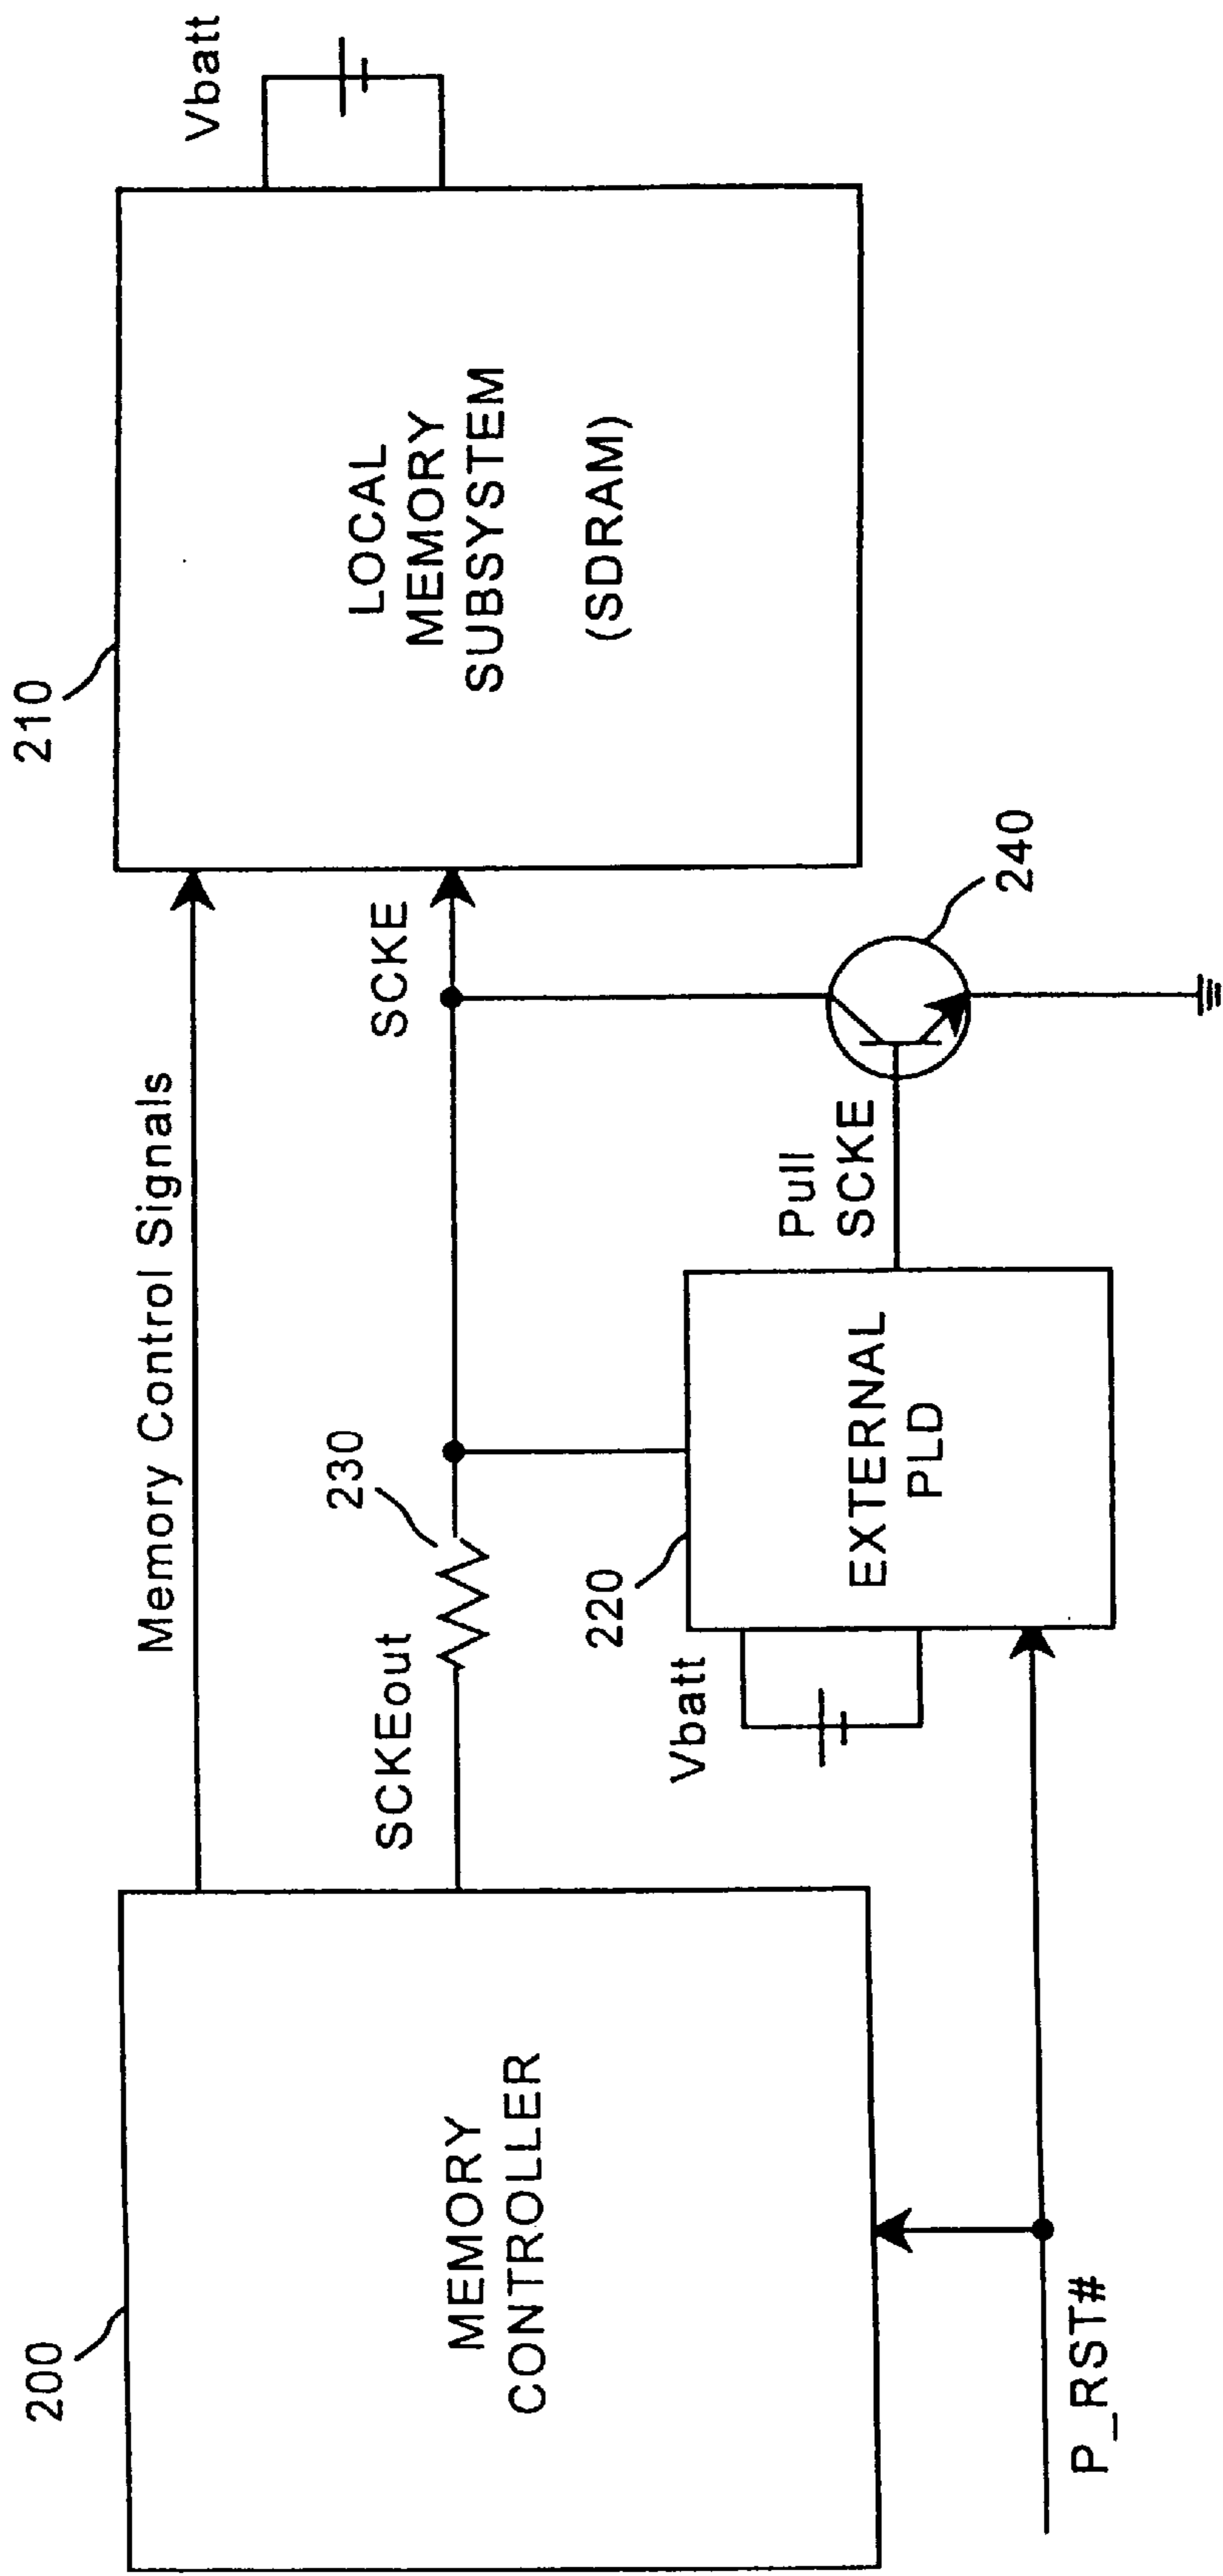 200
MEMORY
CONTROLLER
P_RST#
Memory Control Signals
SCKEout
230
SCKE
220
Vbatt
EXTERNAL
PLD
Pull
SCKE
240
210
LOCAL
MEMORY
SUBSYSTEM
(SDRAM)
Vbatt